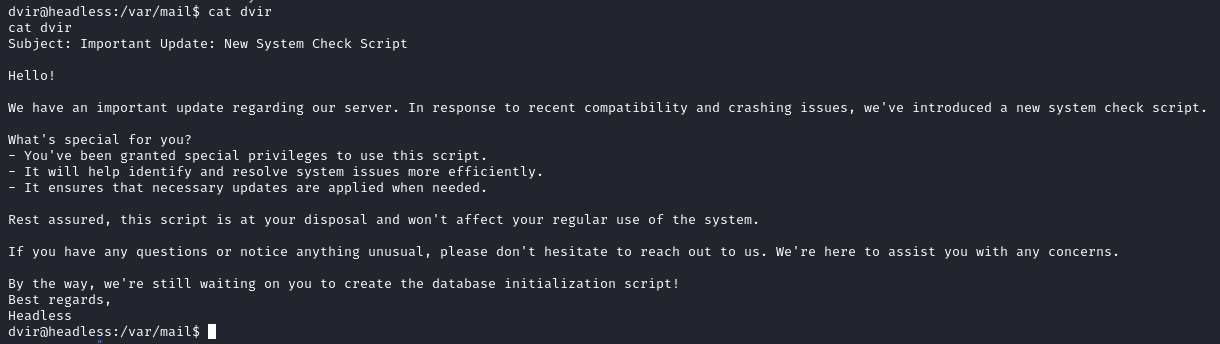 dvir@headless:/var/mail$ cat dvir
cat dvir
Subject: Important Update: New System Check Script
Hello!
We have an important update regarding our server. In response to recent compatibility and crashing issues, we've introduced a new system check script.
What's special for you?
- You've been granted special privileges to use this script.
- It will help identify and resolve system issues more efficiently.
- It ensures that necessary updates are applied when needed.
Rest assured, this script is at your disposal and won't affect your regular use of the system.
If you have any questions or notice anything unusual, please don't hesitate to reach out to us. We're here to assist you with any concerns.
By the way, we're still waiting on you to create the database initialization script!
Best regards,
Headless
dvir@headless:/var/mail$